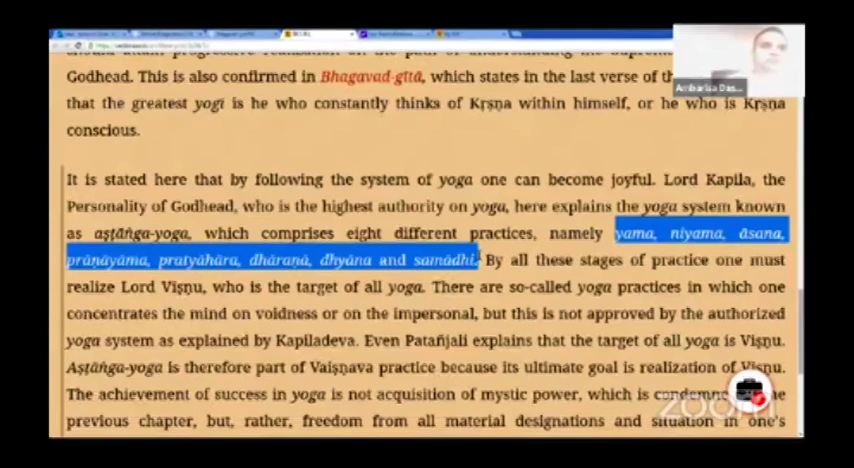 Godhead. This is also confirmed in Bhagavad-gītā, which states in the last verse of th
that the greatest yogī is he who constantly thinks of Kṛṣṇa within himself, or he who is Kṛṣṇa
conscious.
It is stated here that by following the system of yoga one can become joyful. Lord Kapila, the
Personality of Godhead, who is the highest authority on yoga, here explains the yoga system known
as aṣṭāṅga-yoga, which comprises eight different practices, namely yama, niyama, āsana,
prāṇāyāma, pratyāhāra, dhāraṇā, dhyāna and samādhi. By all these stages of practice one must
realize Lord Viṣṇu, who is the target of all yoga. There are so-called yoga practices in which one
concentrates the mind on voidness or on the impersonal, but this is not approved by the authorized
yoga system as explained by Kapiladeva. Even Patañjali explains that the target of all yoga is Viṣṇu.
Aṣṭāṅga-yoga is therefore part of Vaiṣṇava practice because its ultimate goal is realization of Viṣṇu.
The achievement of success in yoga is not acquisition of mystic power, which is condemne he
previous chapter, but, rather, freedom from all material designations and situation in one's
Ambarisa Das...
zoom